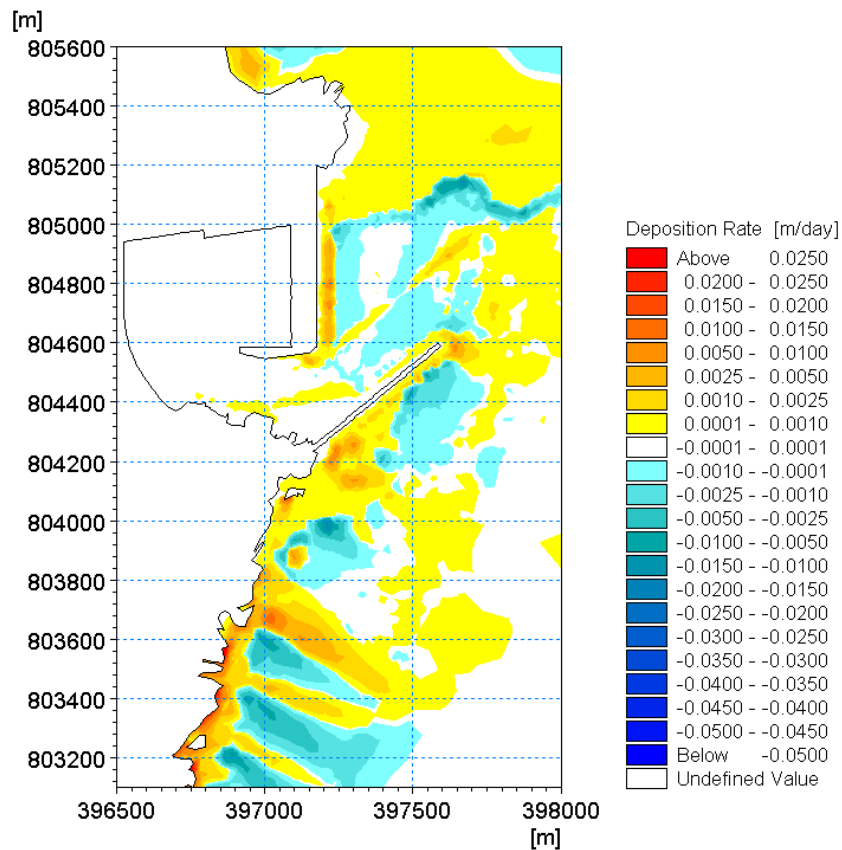 [m]
805600
805400
805200
805000
804800
804600
804400
804200
804000
803800
803600
803400
803200
396500 397000 397500 398000
[m]
Deposition Rate [m/day]
Above 0.0250
0.0200 - 0.0250
0.0150 - 0.0200
0.0100 - 0.0150
0.0050 - 0.0100
0.0025 - 0.0050
0.0010 - 0.0025
0.0001 - 0.0010
-0.0001 - 0.0001
-0.0010 - -0.0001
-0.0025 - -0.0010
-0.0050 - -0.0025
-0.0100 - -0.0050
-0.0150 - -0.0100
-0.0200 - -0.0150
-0.0250 - -0.0200
-0.0300 - -0.0250
-0.0350 - -0.0300
-0.0400 - -0.0350
-0.0450 - -0.0400
-0.0500 - -0.0450
Below -0.0500
Undefined Value